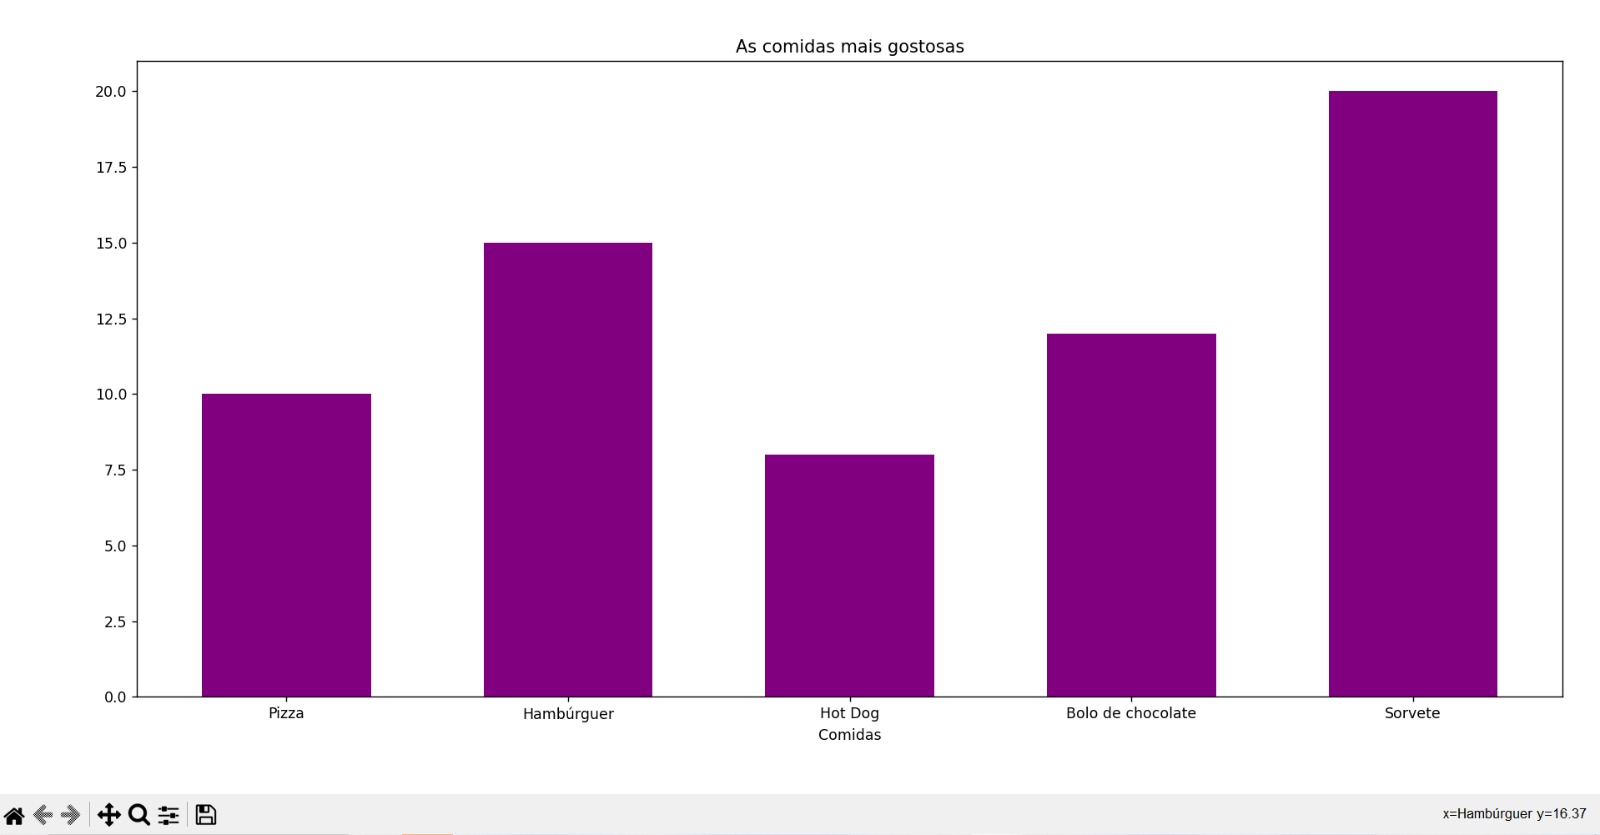 As comidas mais gostosas
20.0
17.5
15.0
12.5
10.0
7.5
5.0
2.5
0.0
Pizza Hambúrguer Hot Dog Bolo de chocolate Sorvete
Comidas
x=Hambúrguer y=16.37